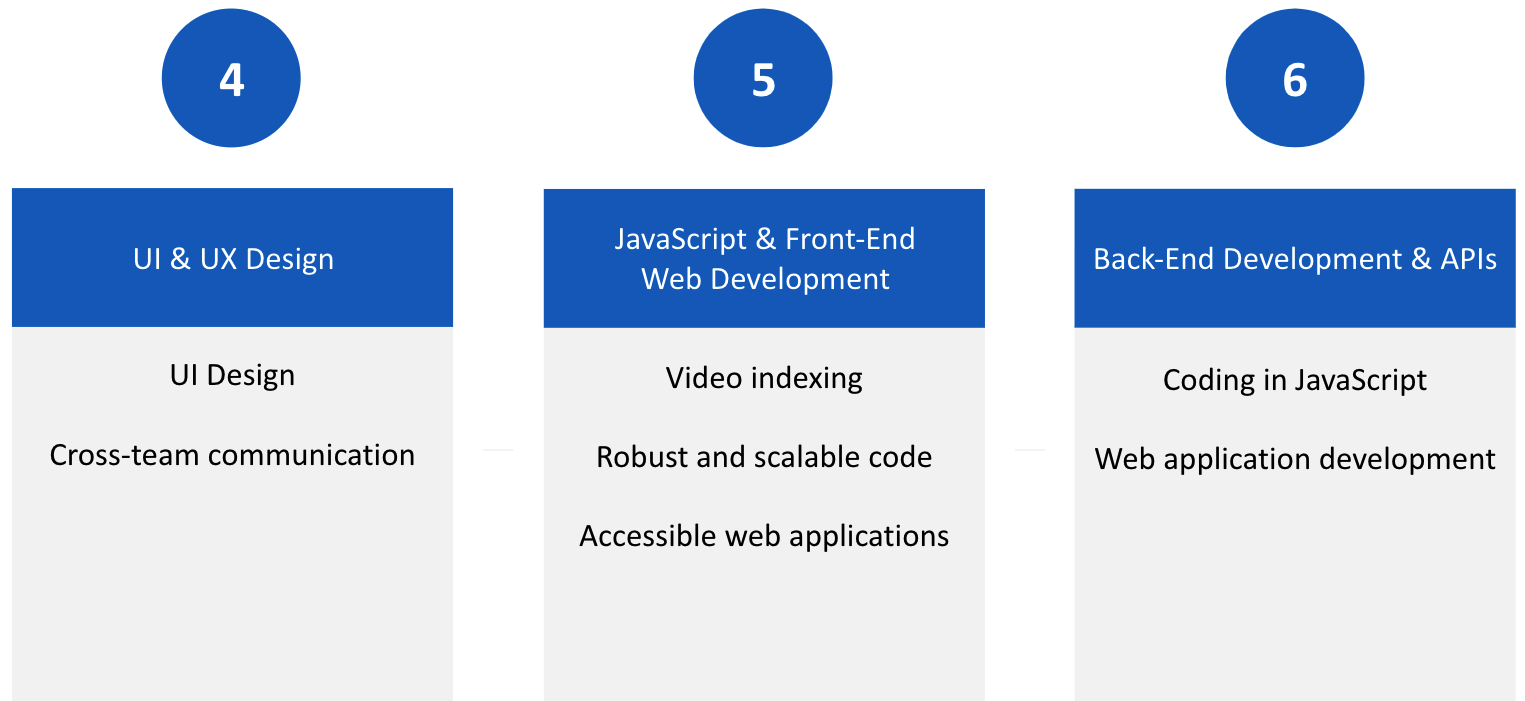 4
UI & UX Design
UI Design
Cross-team communication
5
JavaScript & Front-End
Web Development
Video indexing
Robust and scalable code
Accessible web applications
6
Back-End Development & APIs
Coding in JavaScript
Web application development